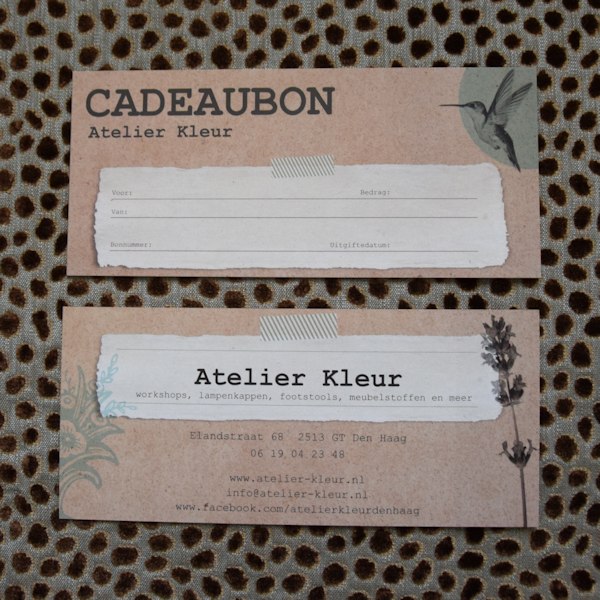 CADEAUBON
Atelier Kleur
Voor: Bedrag:
Van:
Bonnummer: Uitgiftedatum:
Atelier Kleur
workshops, lampenkappen, footstools, meubelstoffen en meer
Elandstraat 68 2513 GT Den Haag
06 19 04 23 48
www.atelier-kleur.nl
info@atelier-kleur.nl
www.facebook.com/atelierkleurdenhaag